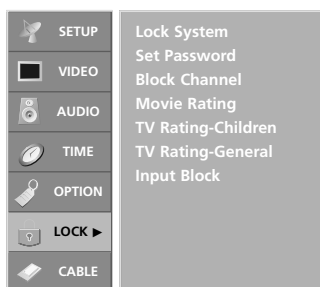 SETUP
VIDEO
AUDIO
TIME
OPTION
LOCK ►
CABLE
Lock System
Set Password
Block Channel
Movie Rating
TV Rating-Children
TV Rating-General
Input Block